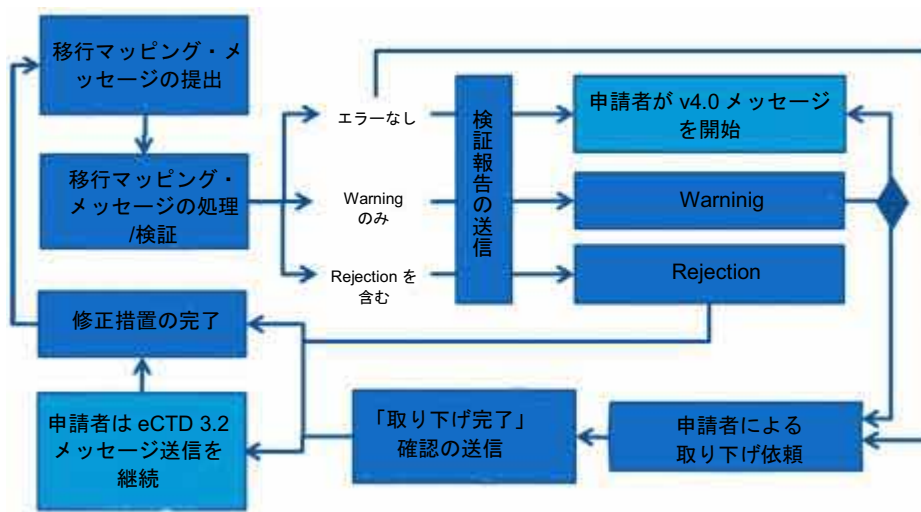 移行マッピング・メ
ッセージの提出
移行マッピング・
メッセージの処理
/検証
エラーなし
Warning
のみ
Rejection を
含む
検証報告の送信
申請者が v4.0 メッセージ
を開始
Warninig
Rejection
修正措置の完了
申請者は eCTD 3.2
メッセージ送信を
継続
「取り下げ完了」
確認の送信
申請者による
取り下げ依頼